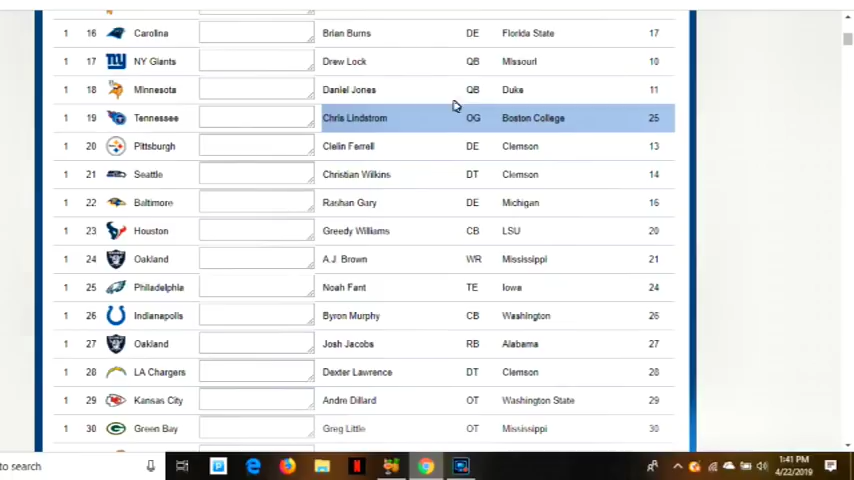 1 16 Carolina Brian Burns DE Florida State 17
1 17 NY Giants Drew Lock QB Missouri 10
1 18 Minnesota Daniel Jones QB Duke 11
1 19 Tennessee Chris Lindstrom OG Boston College 25
1 20 Pittsburgh Clelin Ferrell DE Clemson 13
1 21 Seattle Christian Wilkins DT Clemson 14
1 22 Baltimore Rashan Gary DE Michigan 16
1 23 Houston Greedy Williams CB LSU 20
1 24 Oakland A.J Brown WR Mississippi 21
1 25 Philadelphia Noah Fant TE Iowa 24
1 26 Indianapolis Byron Murphy CB Washington 26
1 27 Oakland Josh Jacobs RB Alabama 27
1 28 LA Chargers Dexter Lawrence DT Clemson 28
1 29 Kansas City Andre Dillard OT Washington State 29
1 30 Green Bay Greg Little OT Mississippi 30
to search
1:41 PM
4/22/2019